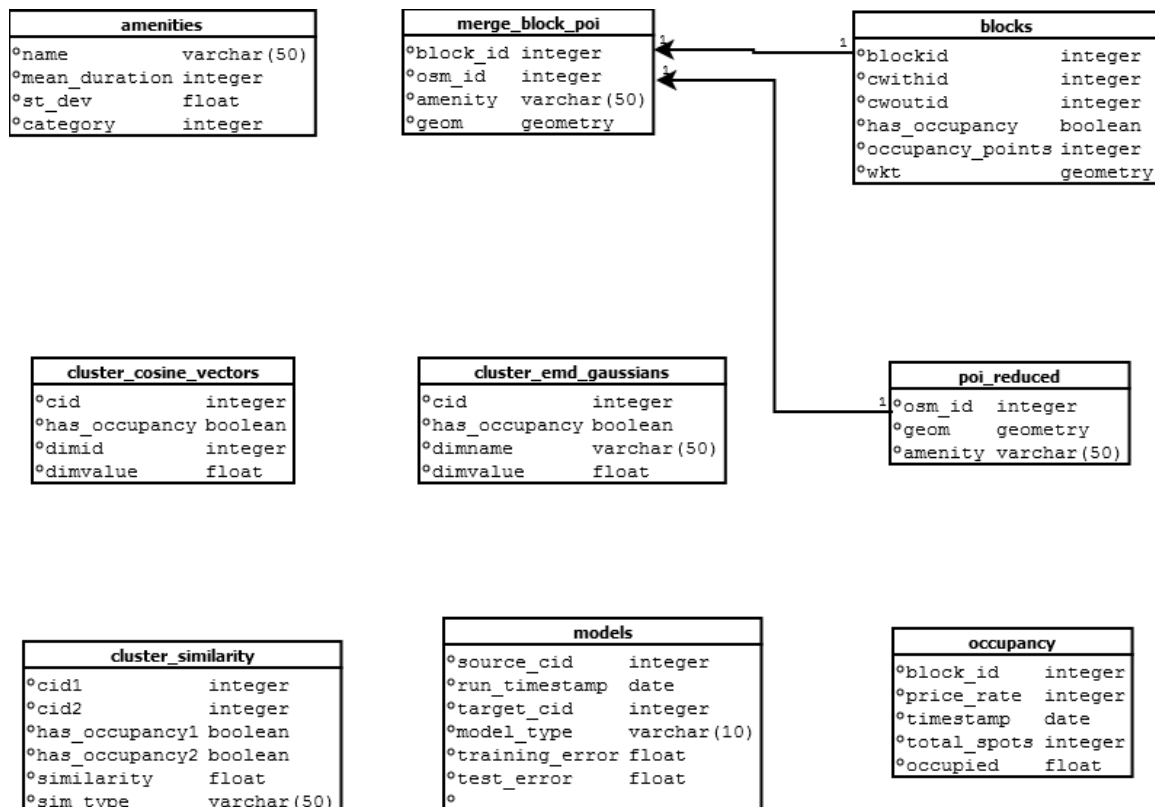 amenities
name varchar(50)
mean_duration integer
st_dev float
category integer
merge_block_poi
block_id integer
osm_id integer
amenity varchar(50)
geom geometry
1
1
1
blocks
blockid integer
cwithid integer
cwoutid integer
has_occupancy boolean
occupancy_points integer
wkt geometry
cluster_cosine_vectors
cid integer
has_occupancy boolean
dimid integer
dimvalue float
cluster_emd_gaussians
cid integer
has_occupancy boolean
dimname varchar(50)
dimvalue float
1
poi_reduced
osm_id integer
geom geometry
amenity varchar(50)
cluster_similarity
cid1 integer
cid2 integer
has_occupancy1 boolean
has_occupancy2 boolean
similarity float
sim_type varchar(50)
models
source_cid integer
run_timestamp date
target_cid integer
model_type varchar(10)
training_error float
test_error float
occupancy
block_id integer
price_rate integer
timestamp date
total_spots integer
occupied float